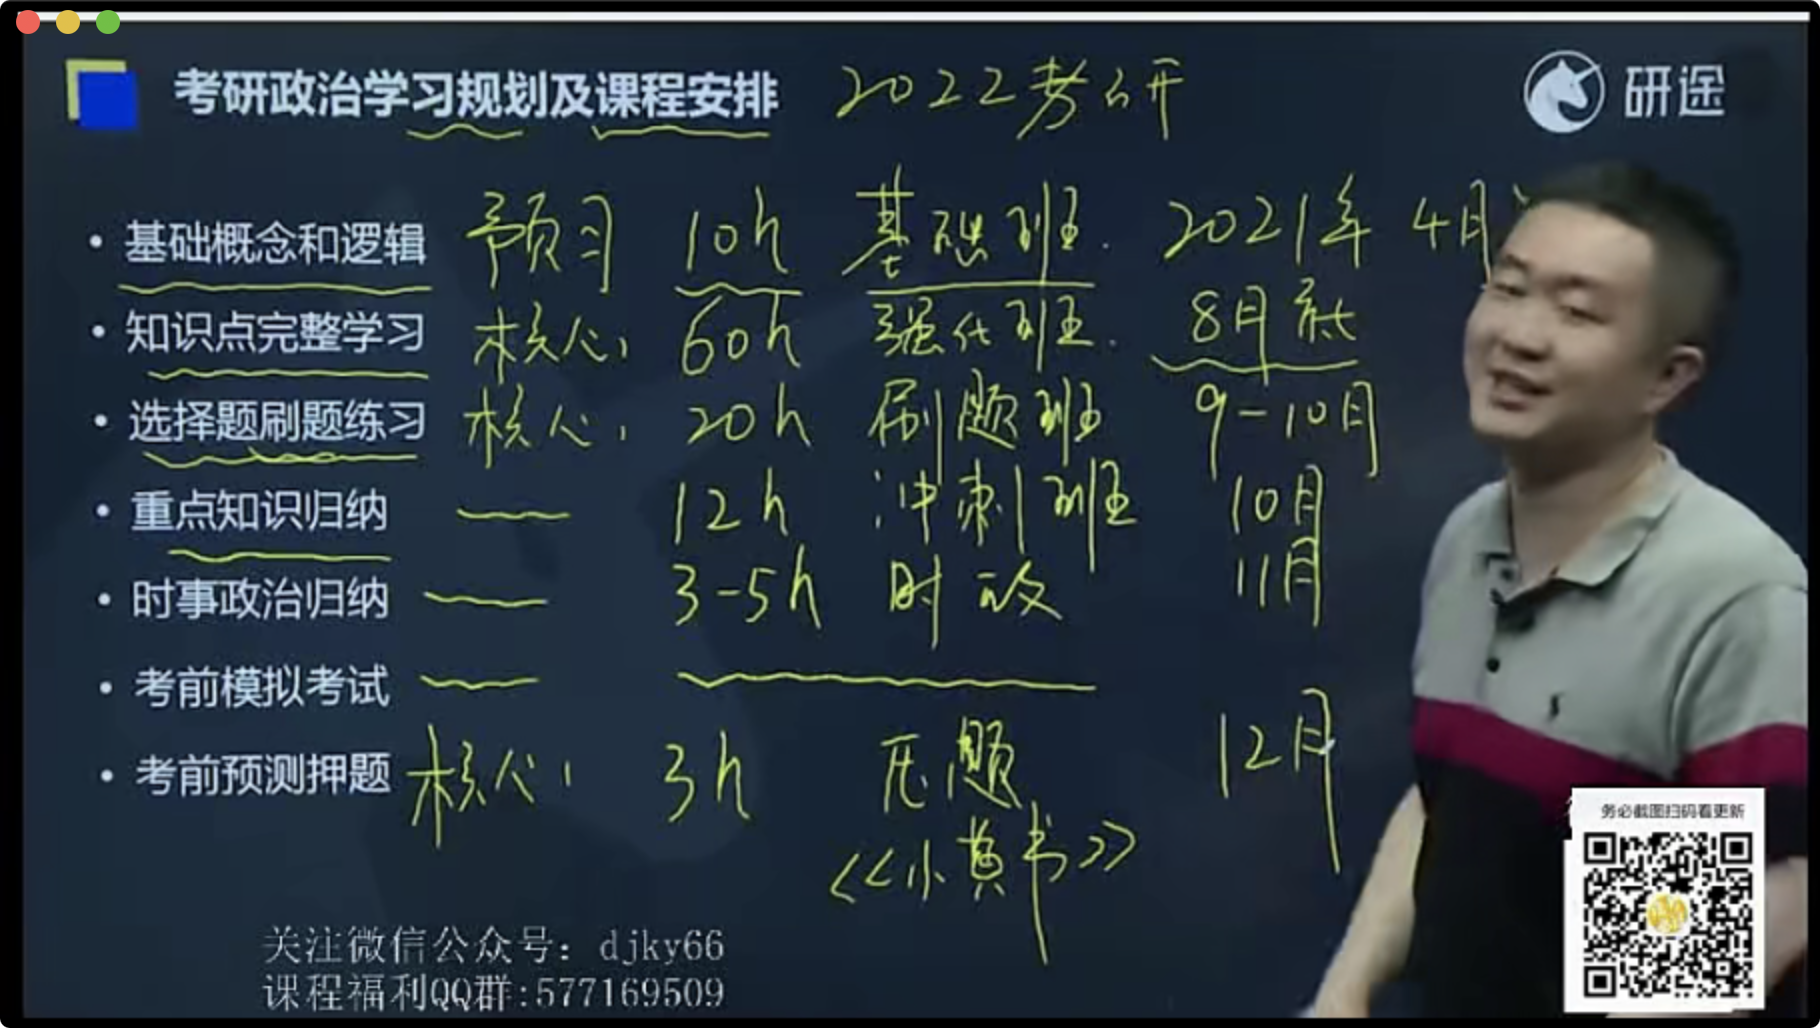 考研政治学习规划及课程安排 2022考研 研途
• 基础概念和逻辑 预习 10h 基础班. 2021年 4月
• 知识点完整学习 核心, 60h 强化班. 8月前
• 选择题刷题练习 核心, 20h 刷题班 9-10月
• 重点知识归纳 — 12h 冲刺班 10月
• 时事政治归纳 — 3-5h 时政 11月
• 考前模拟考试 —
• 考前预测押题 核心, 3h 压题 12月
<<小黄书>>
务必截图扫码看更新
关注微信公众号: djky66
课程福利QQ群:577169509